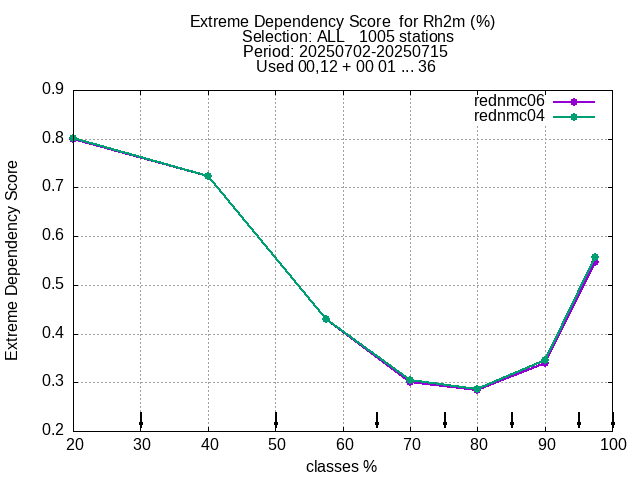 Extreme Dependency Score  for Rh2m (%)
Selection: ALL   1005 stations
Period: 20250702-20250715
Used 00,12 + 00 01 ... 36
rednmc06
rednmc04
Extreme Dependency Score
0.9
0.8
0.7
0.6
0.5
0.4
0.3
0.2
20 30 40 50 60 70 80 90 100
classes %